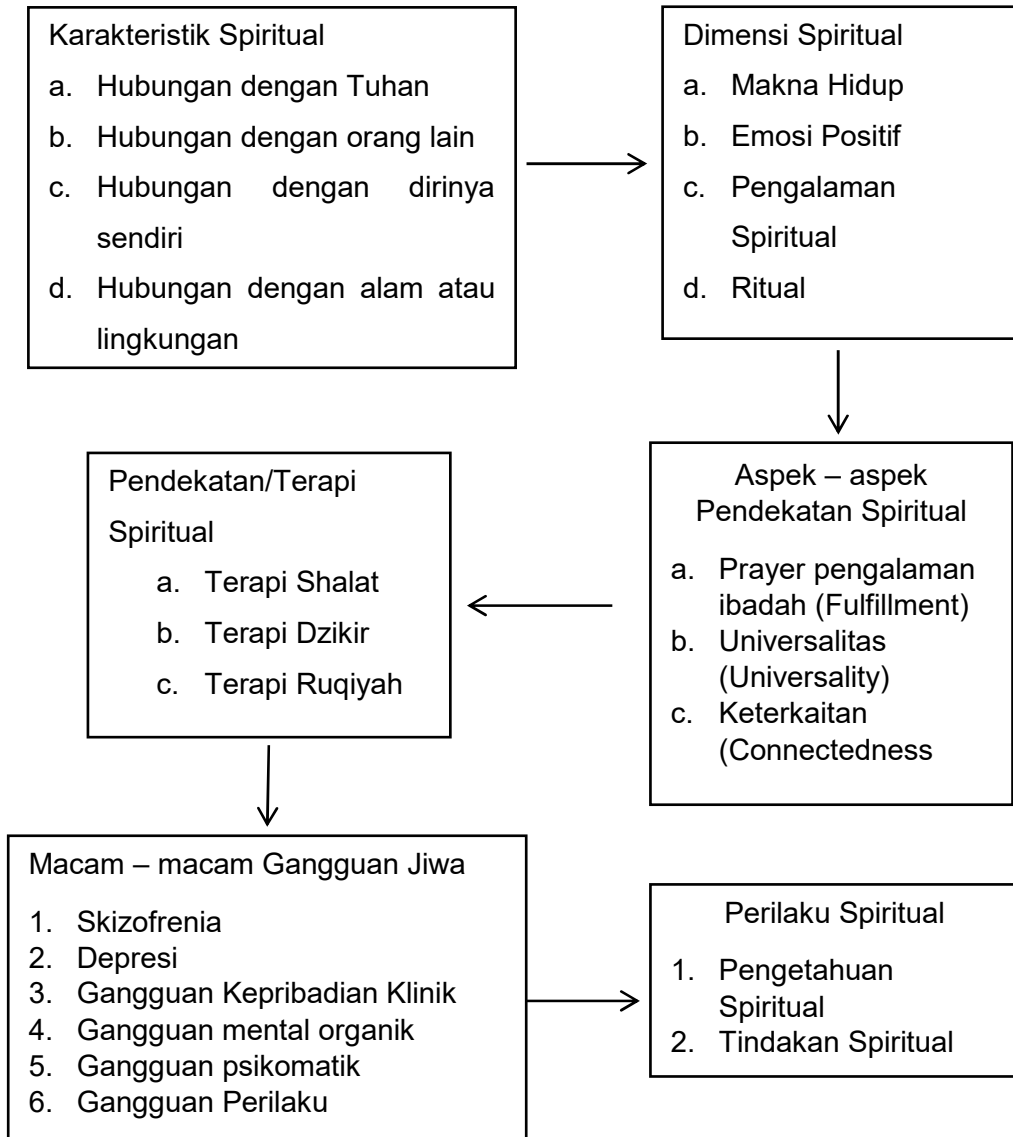 Karakteristik Spiritual
a. Hubungan dengan Tuhan
b. Hubungan dengan orang lain
c. Hubungan dengan dirinya
sendiri
d. Hubungan dengan alam atau
lingkungan
Dimensi Spiritual
a. Makna Hidup
b. Emosi Positif
c. Pengalaman
Spiritual
d. Ritual
Aspek – aspek
Pendekatan Spiritual
a. Prayer pengalaman
ibadah (Fulfillment)
b. Universalitas
(Universality)
c. Keterkaitan
(Connectedness
Pendekatan/Terapi
Spiritual
a. Terapi Shalat
b. Terapi Dzikir
c. Terapi Ruqiyah
Macam – macam Gangguan Jiwa
1. Skizofrenia
2. Depresi
3. Gangguan Kepribadian Klinik
4. Gangguan mental organik
5. Gangguan psikomatik
6. Gangguan Perilaku
Perilaku Spiritual
1. Pengetahuan
Spiritual
2. Tindakan Spiritual